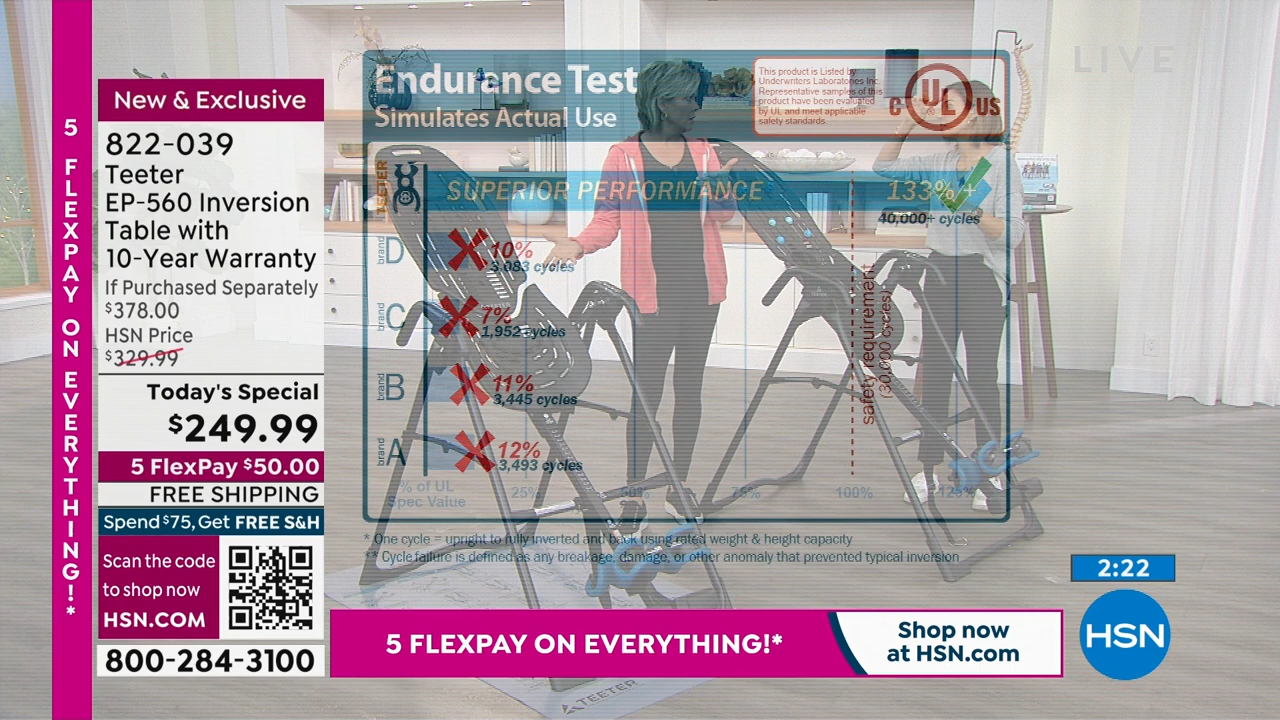 5 FLEXPAY ON EVERYTHING!*
New & Exclusive
822-039
Teeter
EP-560 Inversion
Table with
10-Year Warranty
If Purchased Separately
$378.00
HSN Price
$329.99
Today's Special
$249.99
5 FlexPay $50.00
FREE SHIPPING
Spend $75, Get FREE S&H
Scan the code
to shop now
HSN.COM
800-284-3100
LIVE
Endurance Test
Simulates Actual Use
This product is Listed by
Underwriters Laboratories Inc.
Representative samples of this
product have been evaluated
by UL and meet applicable
safety standards.
C UL US
TEETER
SUPERIOR PERFORMANCE
133%+
40,000+ cycles
brand D
10%
3,083 cycles
brand C
7%
1,952 cycles
brand B
11%
3,445 cycles
brand A
12%
3,493 cycles
safety requirement
(30,000 cycles)
% of UL
Spec Value
25%
50%
75%
100%
125%
* One cycle = upright to fully inverted and back using rated weight & height capacity
** Cycle failure is defined as any breakage, damage, or other anomaly that prevented typical inversion
2:22
5 FLEXPAY ON EVERYTHING!*
Shop now
at HSN.com
HSN
TEETER